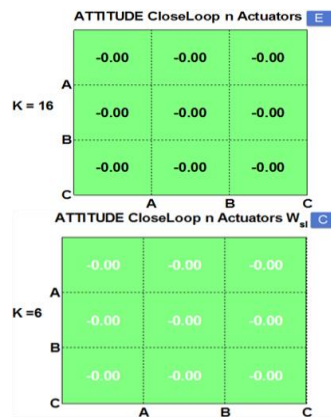 ATTITUDE CloseLoop n Actuators E
-0.00 -0.00 -0.00
A
K = 16
-0.00 -0.00 -0.00
B
-0.00 -0.00 -0.00
C
A B C
ATTITUDE CloseLoop n Actuators W_sl C
-0.00 -0.00 -0.00
A
K =6
-0.00 -0.00 -0.00
B
-0.00 -0.00 -0.00
C
A B C